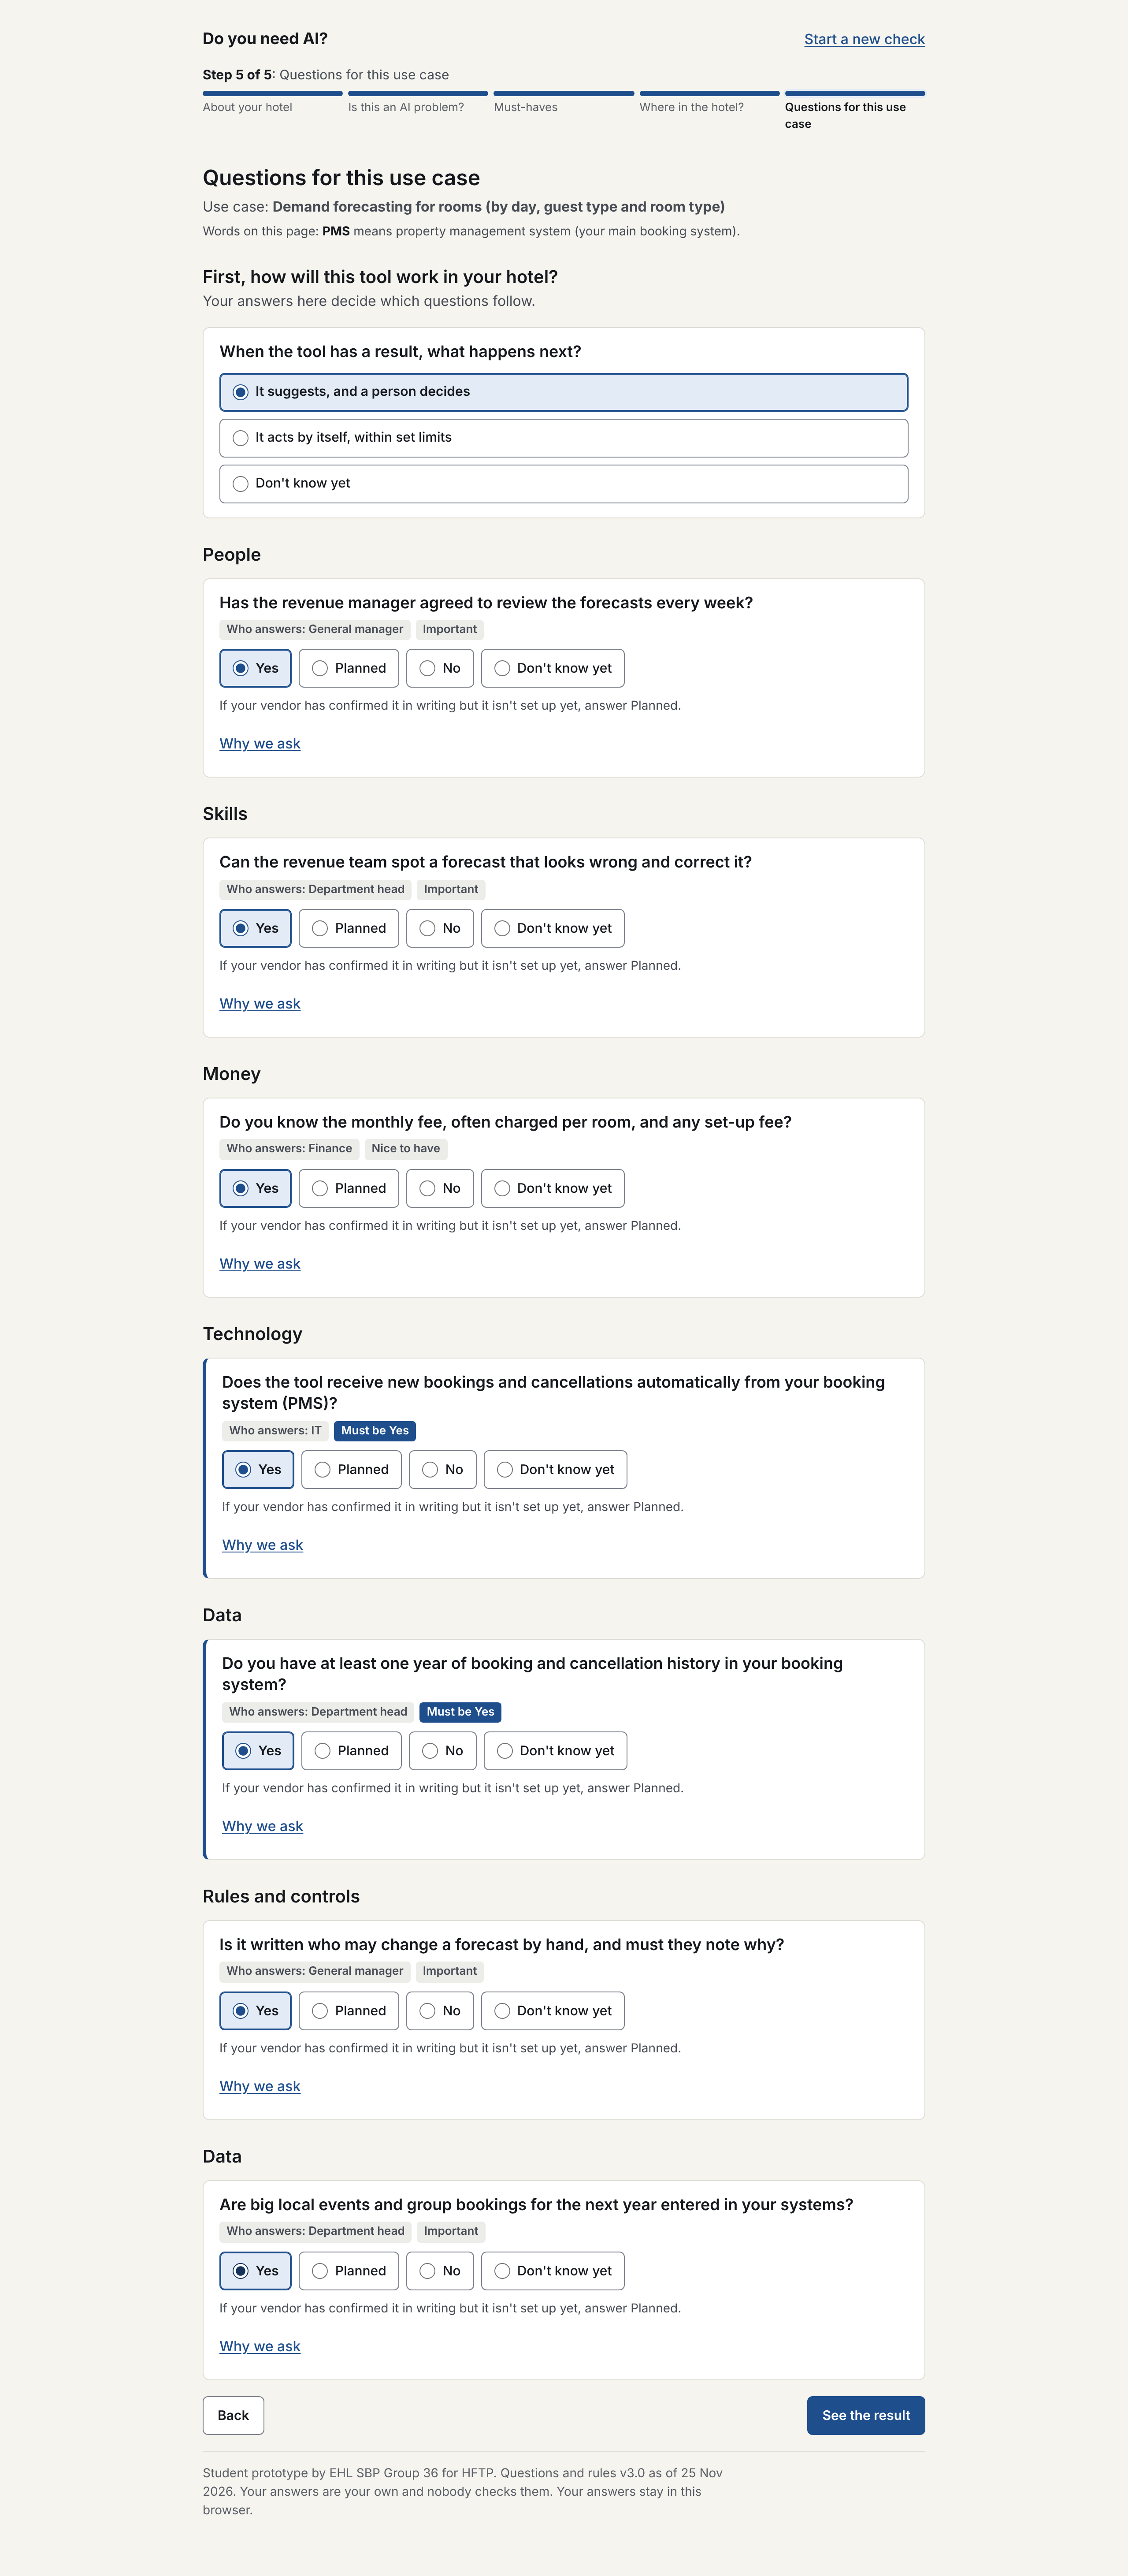 Do you need AI?
Start a new check
Step 5 of 5: Questions for this use case
About your hotel
Is this an AI problem?
Must-haves
Where in the hotel?
Questions for this use
case
Questions for this use case
Use case: Demand forecasting for rooms (by day, guest type and room type)
Words on this page: PMS means property management system (your main booking system).
First, how will this tool work in your hotel?
Your answers here decide which questions follow.
When the tool has a result, what happens next?
It suggests, and a person decides
It acts by itself, within set limits
Don't know yet
People
Has the revenue manager agreed to review the forecasts every week?
Who answers: General manager Important
Yes Planned No Don't know yet
If your vendor has confirmed it in writing but it isn't set up yet, answer Planned.
Why we ask
Skills
Can the revenue team spot a forecast that looks wrong and correct it?
Who answers: Department head Important
Yes Planned No Don't know yet
If your vendor has confirmed it in writing but it isn't set up yet, answer Planned.
Why we ask
Money
Do you know the monthly fee, often charged per room, and any set-up fee?
Who answers: Finance Nice to have
Yes Planned No Don't know yet
If your vendor has confirmed it in writing but it isn't set up yet, answer Planned.
Why we ask
Technology
Does the tool receive new bookings and cancellations automatically from your booking
system (PMS)?
Who answers: IT Must be Yes
Yes Planned No Don't know yet
If your vendor has confirmed it in writing but it isn't set up yet, answer Planned.
Why we ask
Data
Do you have at least one year of booking and cancellation history in your booking
system?
Who answers: Department head Must be Yes
Yes Planned No Don't know yet
If your vendor has confirmed it in writing but it isn't set up yet, answer Planned.
Why we ask
Rules and controls
Is it written who may change a forecast by hand, and must they note why?
Who answers: General manager Important
Yes Planned No Don't know yet
If your vendor has confirmed it in writing but it isn't set up yet, answer Planned.
Why we ask
Data
Are big local events and group bookings for the next year entered in your systems?
Who answers: Department head Important
Yes Planned No Don't know yet
If your vendor has confirmed it in writing but it isn't set up yet, answer Planned.
Why we ask
Back
See the result
Student prototype by EHL SBP Group 36 for HFTP. Questions and rules v3.0 as of 25 Nov
2026. Your answers are your own and nobody checks them. Your answers stay in this
browser.